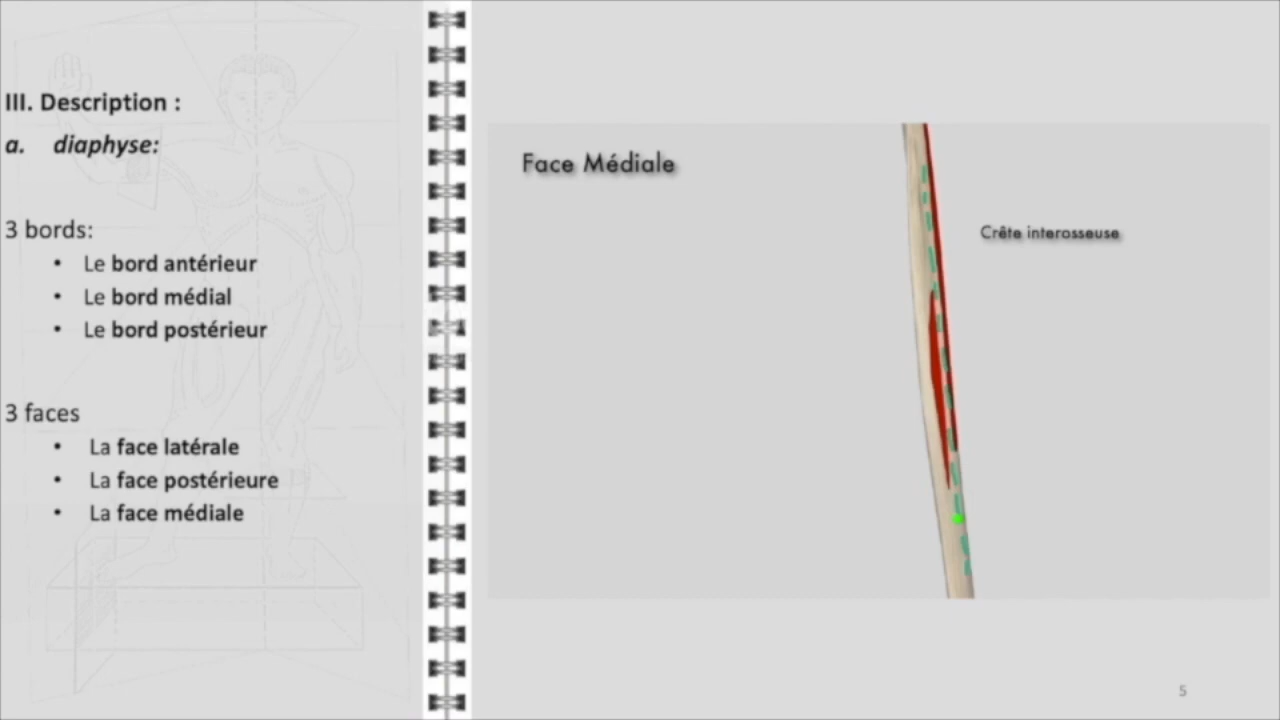 III. Description :
a. diaphyse:
3 bords:
• Le bord antérieur
• Le bord médial
• Le bord postérieur
3 faces
• La face latérale
• La face postérieure
• La face médiale
Face Médiale
Crête interosseuse
5